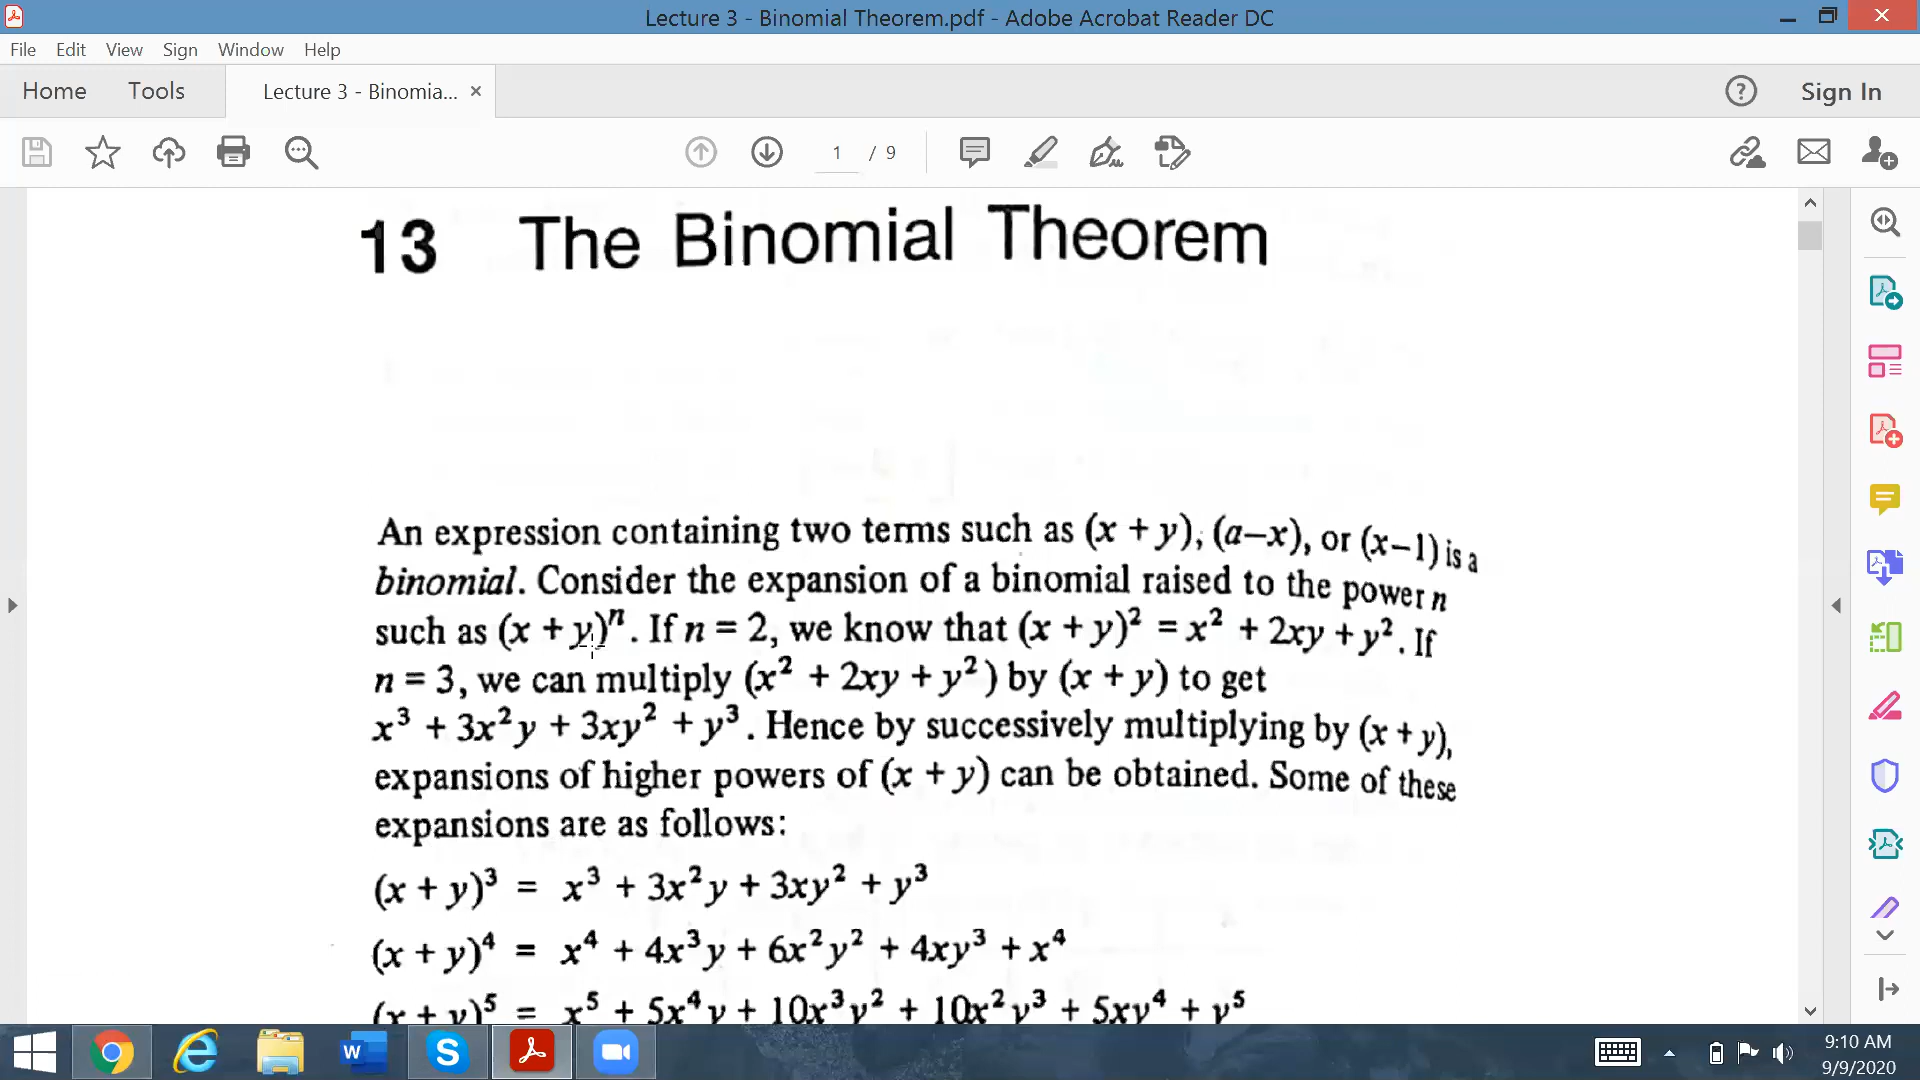 Lecture 3 - Binomial Theorem.pdf - Adobe Acrobat Reader DC
File Edit View Sign Window Help
Home Tools Lecture 3 - Binomia... × Sign In
1 / 9
13 The Binomial Theorem
An expression containing two terms such as (x + y), (a–x), or (x–1) is a
binomial. Consider the expansion of a binomial raised to the power n
such as (x + y)ⁿ. If n = 2, we know that (x + y)² = x² + 2xy + y². If
n = 3, we can multiply (x² + 2xy + y²) by (x + y) to get
x³ + 3x²y + 3xy² + y³. Hence by successively multiplying by (x + y),
expansions of higher powers of (x + y) can be obtained. Some of these
expansions are as follows:
(x + y)³ = x³ + 3x²y + 3xy² + y³
(x + y)⁴ = x⁴ + 4x³y + 6x²y² + 4xy³ + x⁴
(x + y)⁵ = x⁵ + 5x⁴y + 10x³y² + 10x²y³ + 5xy⁴ + y⁵
9:10 AM
9/9/2020